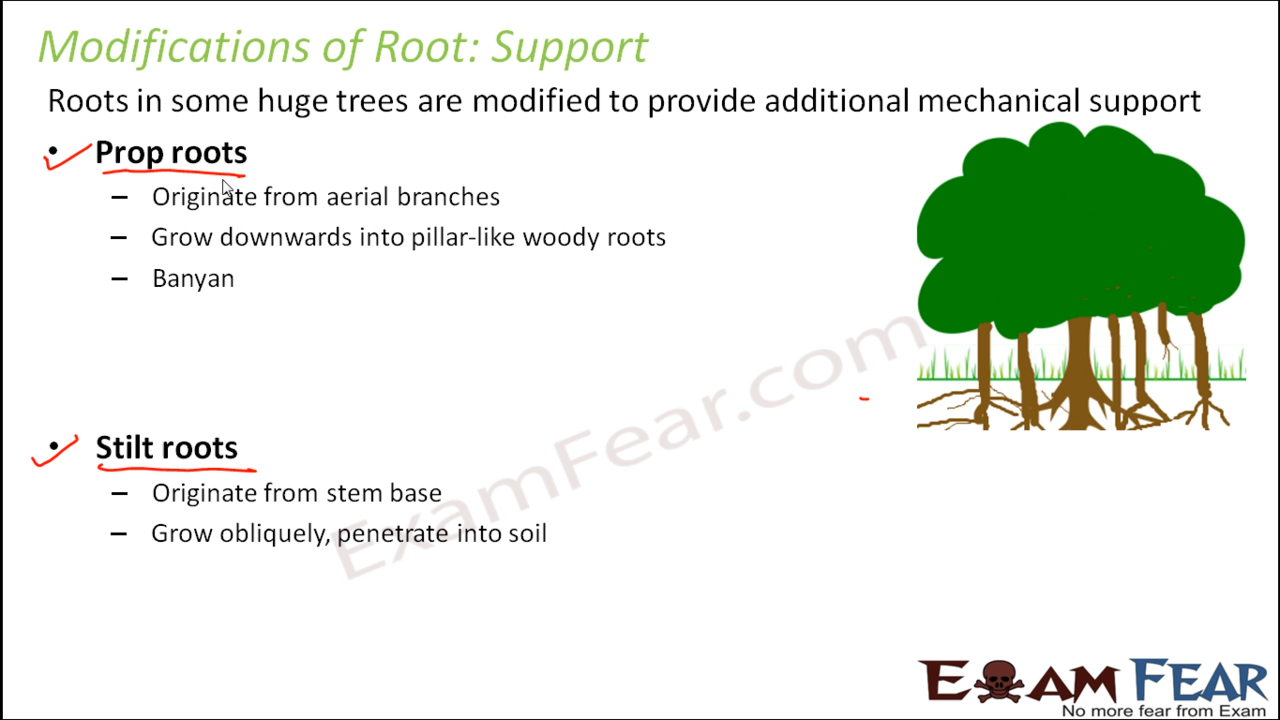 Modifications of Root: Support
Roots in some huge trees are modified to provide additional mechanical support
• Prop roots
– Originate from aerial branches
– Grow downwards into pillar-like woody roots
– Banyan
ExamFear.com
• Stilt roots
– Originate from stem base
– Grow obliquely, penetrate into soil
EXAM FEAR
No more fear from Exam